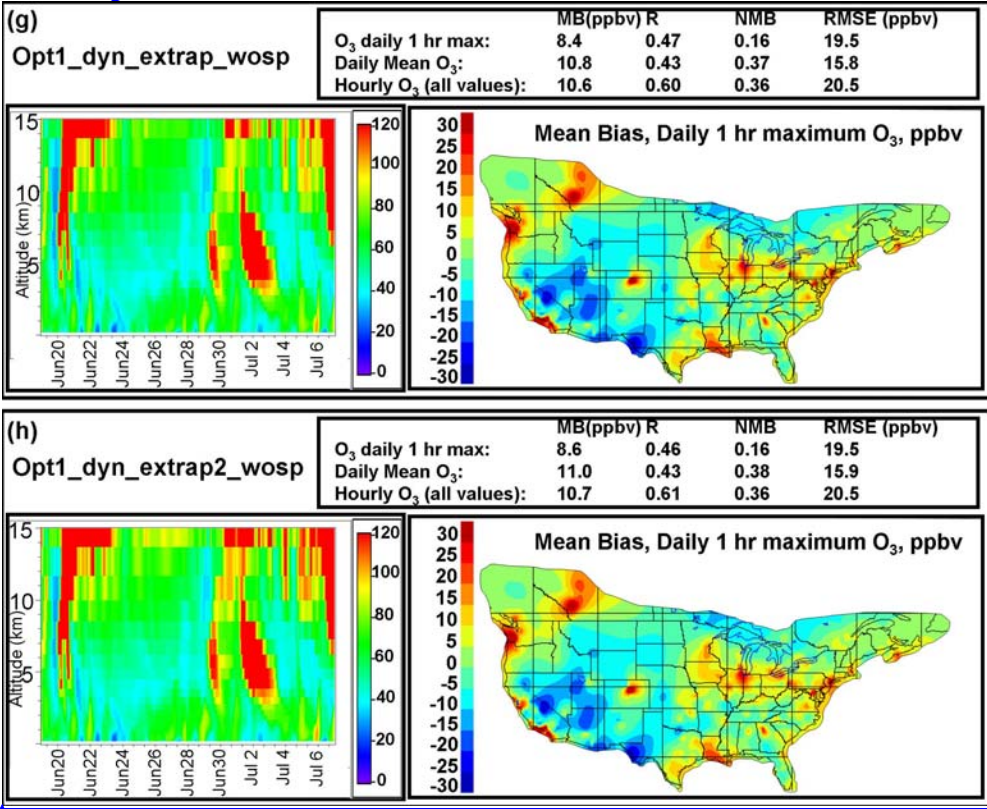 (g)
Opt1_dyn_extrap_wosp
MB(ppbv) R NMB RMSE (ppbv)
O3 daily 1 hr max: 8.4 0.47 0.16 19.5
Daily Mean O3: 10.8 0.43 0.37 15.8
Hourly O3 (all values): 10.6 0.60 0.36 20.5
15
10
5
Altitude (km)
Jun20 Jun22 Jun24 Jun26 Jun28 Jun30 Jul 2 Jul 4 Jul 6
120
100
80
60
40
20
0
30
25
20
15
10
5
0
-5
-10
-15
-20
-25
-30
Mean Bias, Daily 1 hr maximum O3, ppbv
(h)
Opt1_dyn_extrap2_wosp
MB(ppbv) R NMB RMSE (ppbv)
O3 daily 1 hr max: 8.6 0.46 0.16 19.5
Daily Mean O3: 11.0 0.43 0.38 15.9
Hourly O3 (all values): 10.7 0.61 0.36 20.5
15
10
5
Altitude (km)
Jun20 Jun22 Jun24 Jun26 Jun28 Jun30 Jul 2 Jul 4 Jul 6
120
100
80
60
40
20
0
30
25
20
15
10
5
0
-5
-10
-15
-20
-25
-30
Mean Bias, Daily 1 hr maximum O3, ppbv